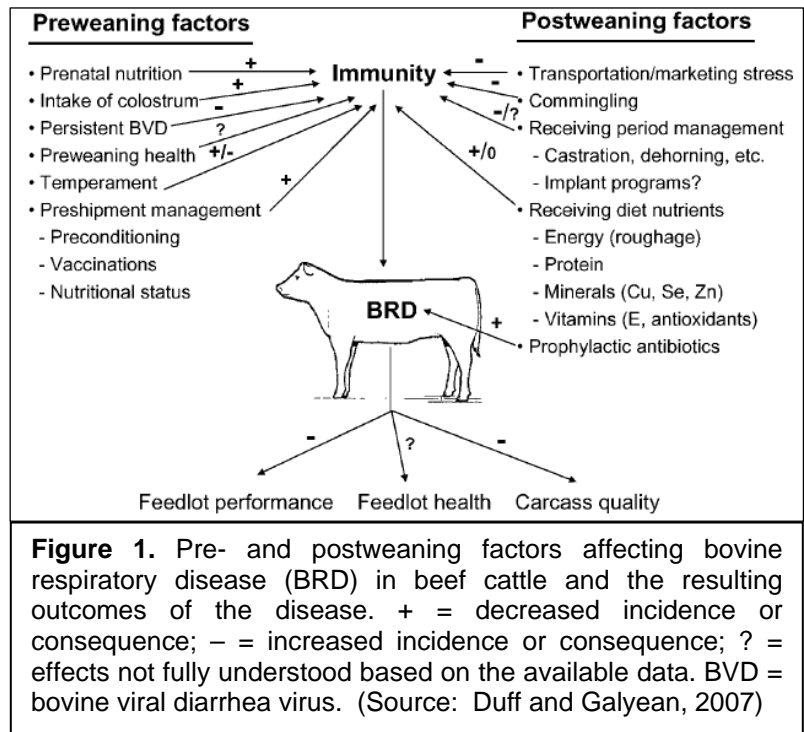 Preweaning factors
• Prenatal nutrition
• Intake of colostrum
• Persistent BVD
• Preweaning health
• Temperament
• Preshipment management
- Preconditioning
- Vaccinations
- Nutritional status
+
+
-
?
+/-
+
Immunity
Postweaning factors
• Transportation/marketing stress
• Commingling
• Receiving period management
- Castration, dehorning, etc.
- Implant programs?
• Receiving diet nutrients
- Energy (roughage)
- Protein
- Minerals (Cu, Se, Zn)
- Vitamins (E, antioxidants)
• Prophylactic antibiotics
-
-
-/?
+/0
+
BRD
-
?
-
Feedlot performance Feedlot health Carcass quality
Figure 1. Pre- and postweaning factors affecting bovine
respiratory disease (BRD) in beef cattle and the resulting
outcomes of the disease. + = decreased incidence or
consequence; – = increased incidence or consequence; ? =
effects not fully understood based on the available data. BVD =
bovine viral diarrhea virus. (Source: Duff and Galyean, 2007)